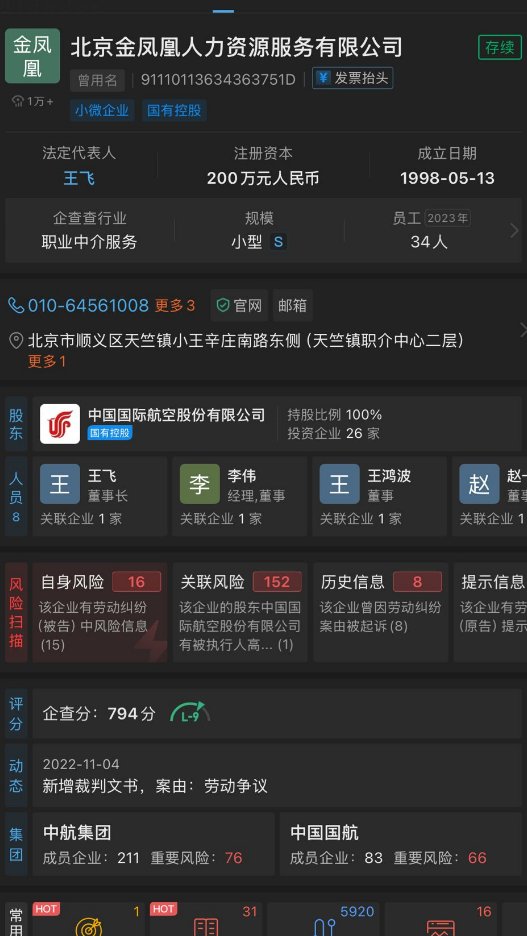 金凤
凰
北京金凤凰人力资源服务有限公司
存续
曾用名
91110113634363751D
¥ 发票抬头
1万+
小微企业
国有控股
法定代表人
注册资本
成立日期
王飞
200万元人民币
1998-05-13
企查查行业
规模
员工 2023年
职业中介服务
小型 S
34人
010-64561008 更多3
官网
邮箱
北京市顺义区天竺镇小王辛庄南路东侧（天竺镇职介中心二层）
更多1
股东
中国国际航空股份有限公司
国有控股
持股比例 100%
投资企业 26 家
人员
8
王
王飞
董事长
关联企业 1 家
李
李伟
经理,董事
关联企业 1 家
王
王鸿波
董事
关联企业 1 家
赵
赵
董事
关联企业 1
风险扫描
自身风险 16
该企业有劳动纠纷
(被告) 中风险信息
(15)
关联风险 152
该企业的股东中国国
际航空股份有限公司
有被执行人高... (1)
历史信息 8
该企业曾因劳动纠纷
案由被起诉(8)
提示信息
该企业有劳
(原告) 提示
评分
企查分：794分
L-9
动态
2022-11-04
新增裁判文书，案由：劳动争议
集团
中航集团
成员企业：211 重要风险：76
中国国航
成员企业：83 重要风险：66
常用
HOT
1
HOT
31
5920
16